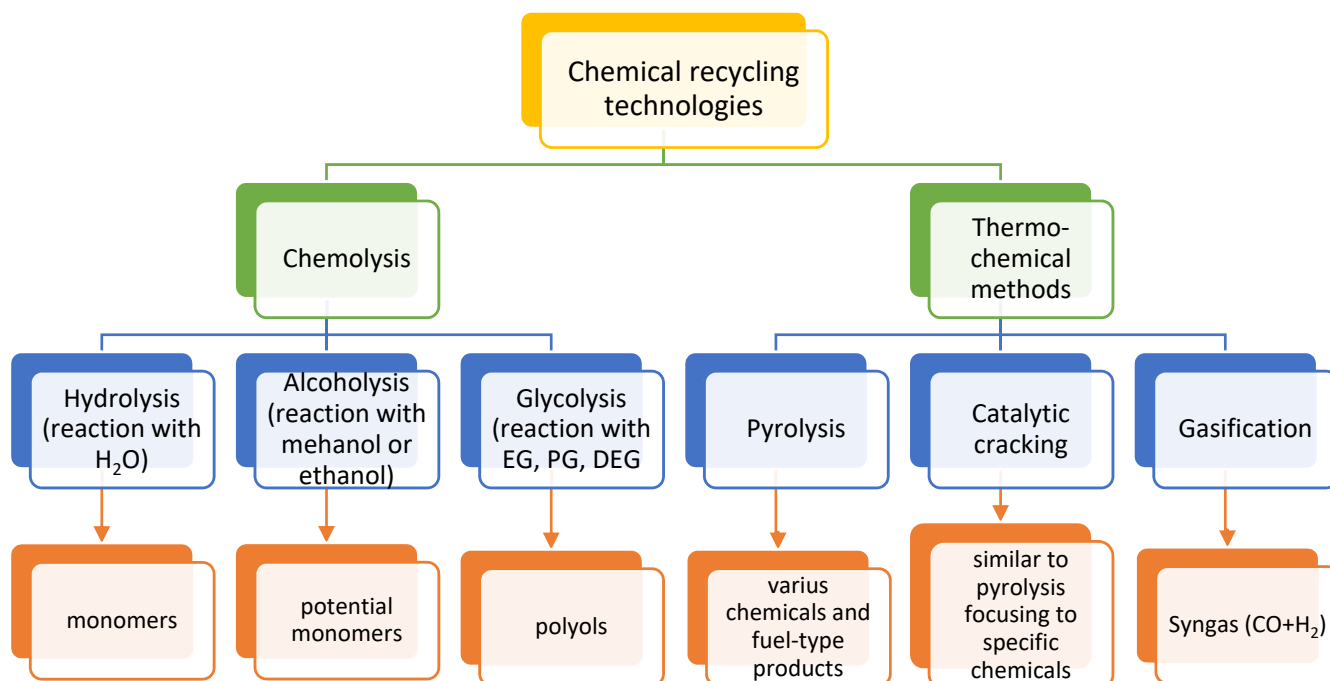 Chemical recycling
technologies
Chemolysis
Thermo-
chemical
methods
Hydrolysis
(reaction with
H₂O)
Alcoholysis
(reaction with
mehanol or
ethanol)
Glycolysis
(reaction with
EG, PG, DEG
Pyrolysis
Catalytic
cracking
Gasification
monomers
potential
monomers
polyols
varius
chemicals and
fuel-type
products
similar to
pyrolysis
focusing to
specific
chemicals
Syngas (CO+H₂)